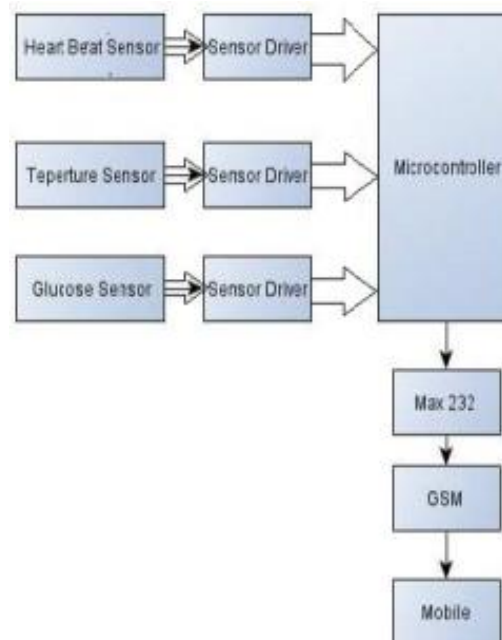 Heart Beat Sensor
Sensor Driver
Teperture Sensor
Sensor Driver
Microcontroller
Glucose Sensor
Sensor Driver
Max 232
GSM
Mobile